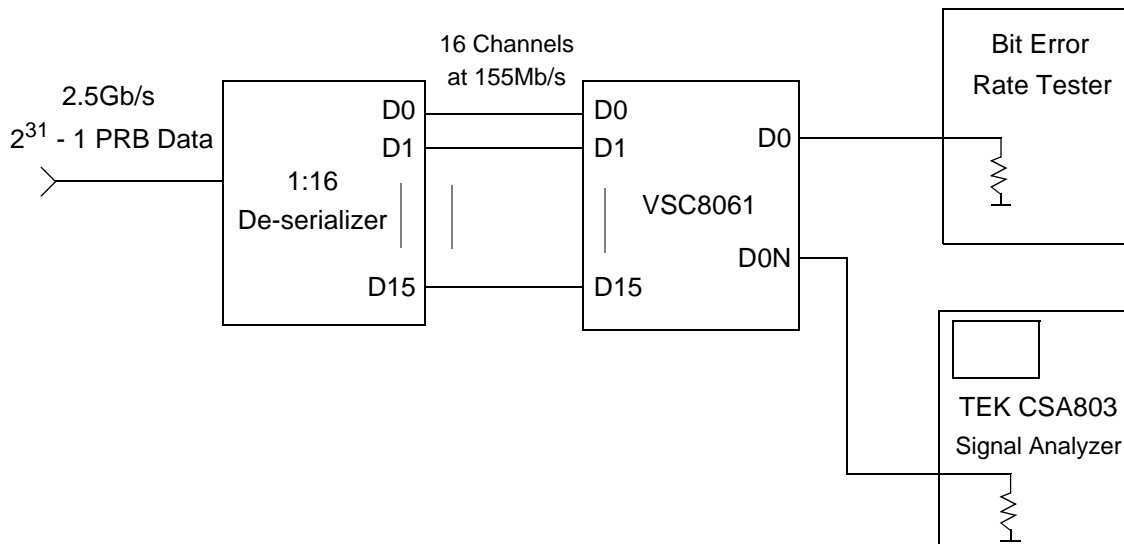 2.5Gb/s
2^31 - 1 PRB Data
1:16
De-serializer
D0
D1
D15
16 Channels
at 155Mb/s
D0
D1
D15
VSC8061
D0
D0N
Bit Error
Rate Tester
TEK CSA803
Signal Analyzer